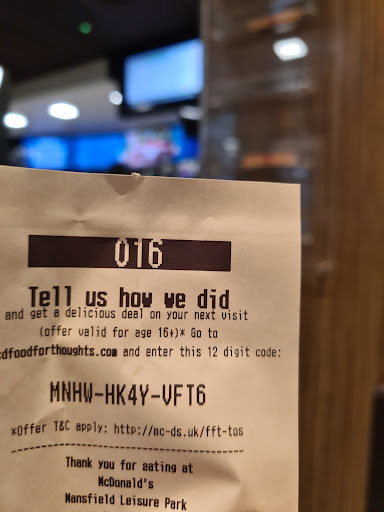 016
Tell us how we did
and get a delicious deal on your next visit
(offer valid for age 16+)* Go to
dfoodforthoughts.com and enter this 12 digit code:
MNHW-HK4Y-VFT6
*Offer T&C apply: http://mc-ds.uk/fft-tos
Thank you for eating at
McDonald's
Mansfield Leisure Park